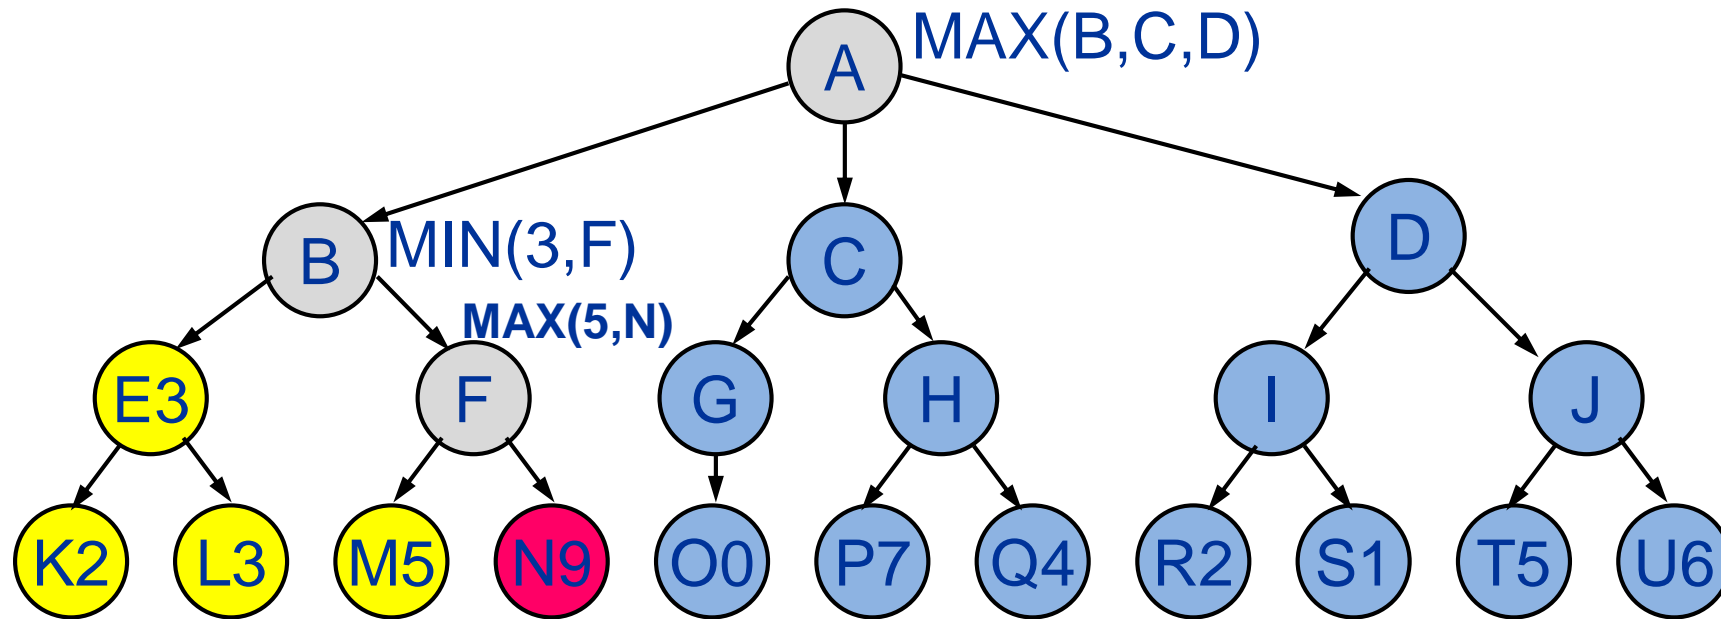 A MAX(B,C,D)
B MIN(3,F) C D
MAX(5,N)
E3 F G H I J
K2 L3 M5 N9 O0 P7 Q4 R2 S1 T5 U6